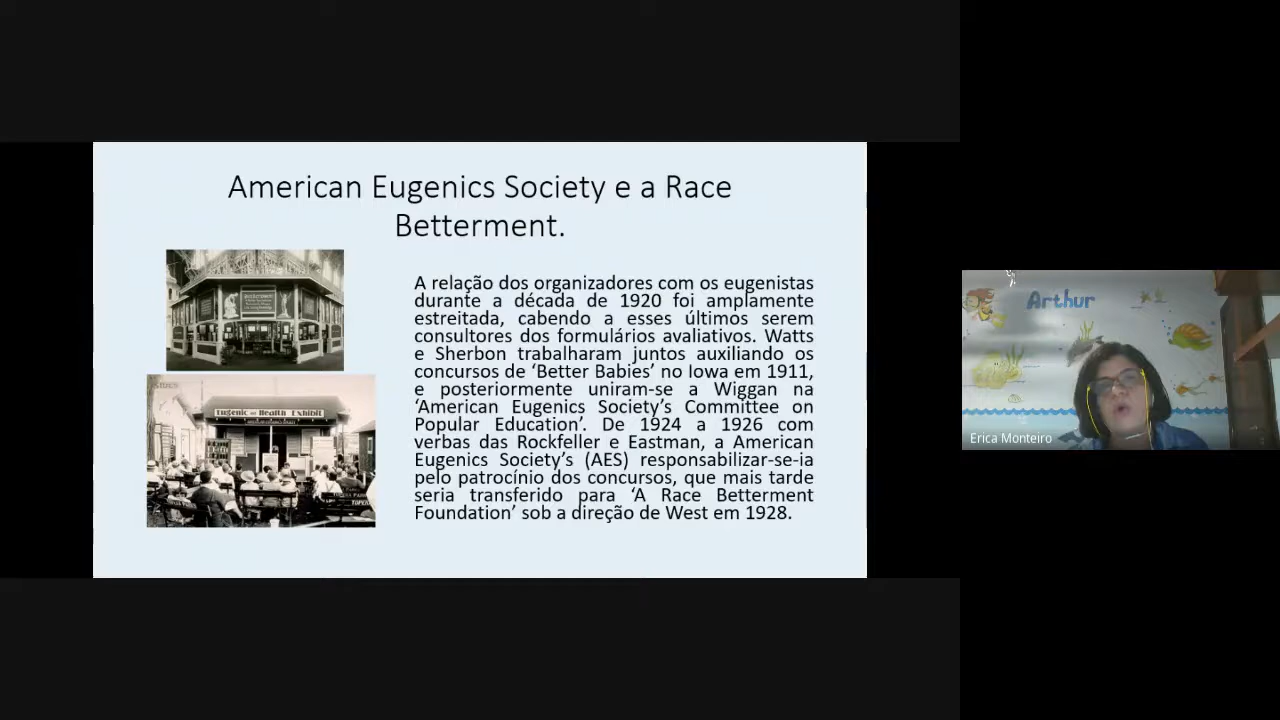 American Eugenics Society e a Race
Betterment.
A relação dos organizadores com os eugenistas
durante a década de 1920 foi amplamente
estreitada, cabendo a esses últimos serem
consultores dos formulários avaliativos. Watts
e Sherbon trabalharam juntos auxiliando os
concursos de ‘Better Babies’ no Iowa em 1911,
e posteriormente uniram-se a Wiggan na
‘American Eugenics Society’s Committee on
Popular Education’. De 1924 a 1926 com
verbas das Rockfeller e Eastman, a American
Eugenics Society’s (AES) responsabilizar-se-ia
pelo patrocínio dos concursos, que mais tarde
seria transferido para ‘A Race Betterment
Foundation’ sob a direção de West em 1928.
Eugenic and Health Exhibit
Arthur
Erica Monteiro